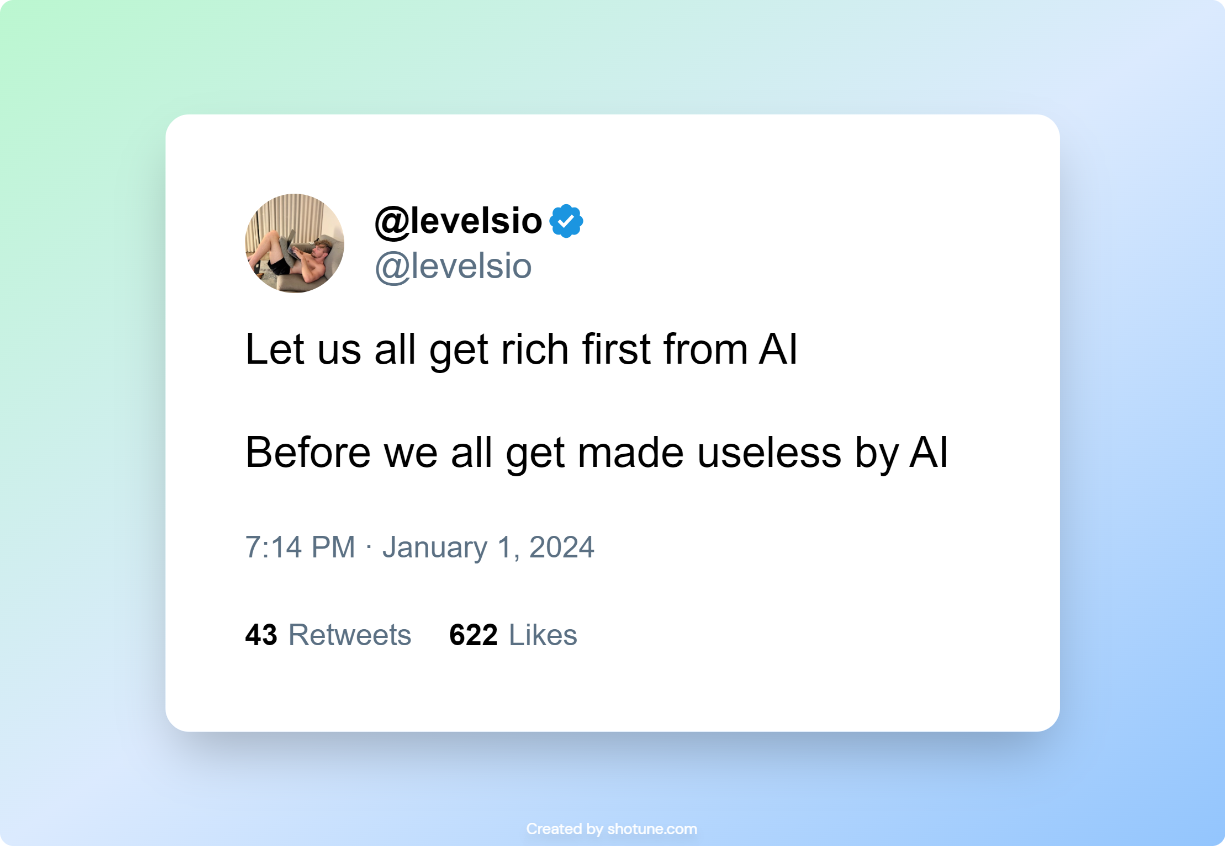 @levelsio
@levelsio
Let us all get rich first from AI
Before we all get made useless by AI
7:14 PM · January 1, 2024
43 Retweets 622 Likes
Created by shotune.com